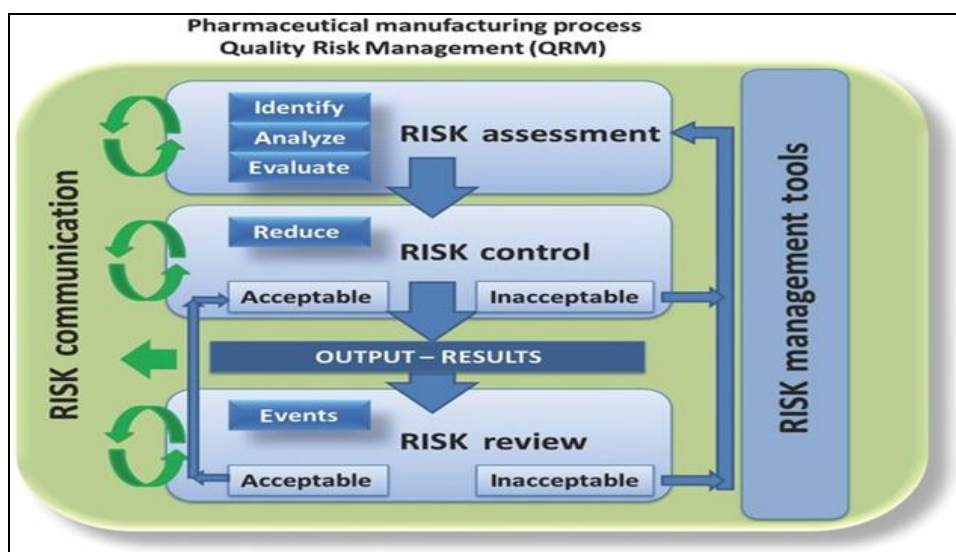 Pharmaceutical manufacturing process
Quality Risk Management (QRM)
RISK communication
Identify
Analyze
Evaluate
RISK assessment
Reduce
RISK control
Acceptable
Inacceptable
OUTPUT – RESULTS
Events
RISK review
Acceptable
Inacceptable
RISK management tools